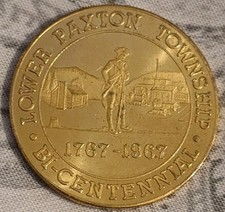 LOWER PAXTON TOWNSHIP
1767-1967
BI-CENTENNIAL